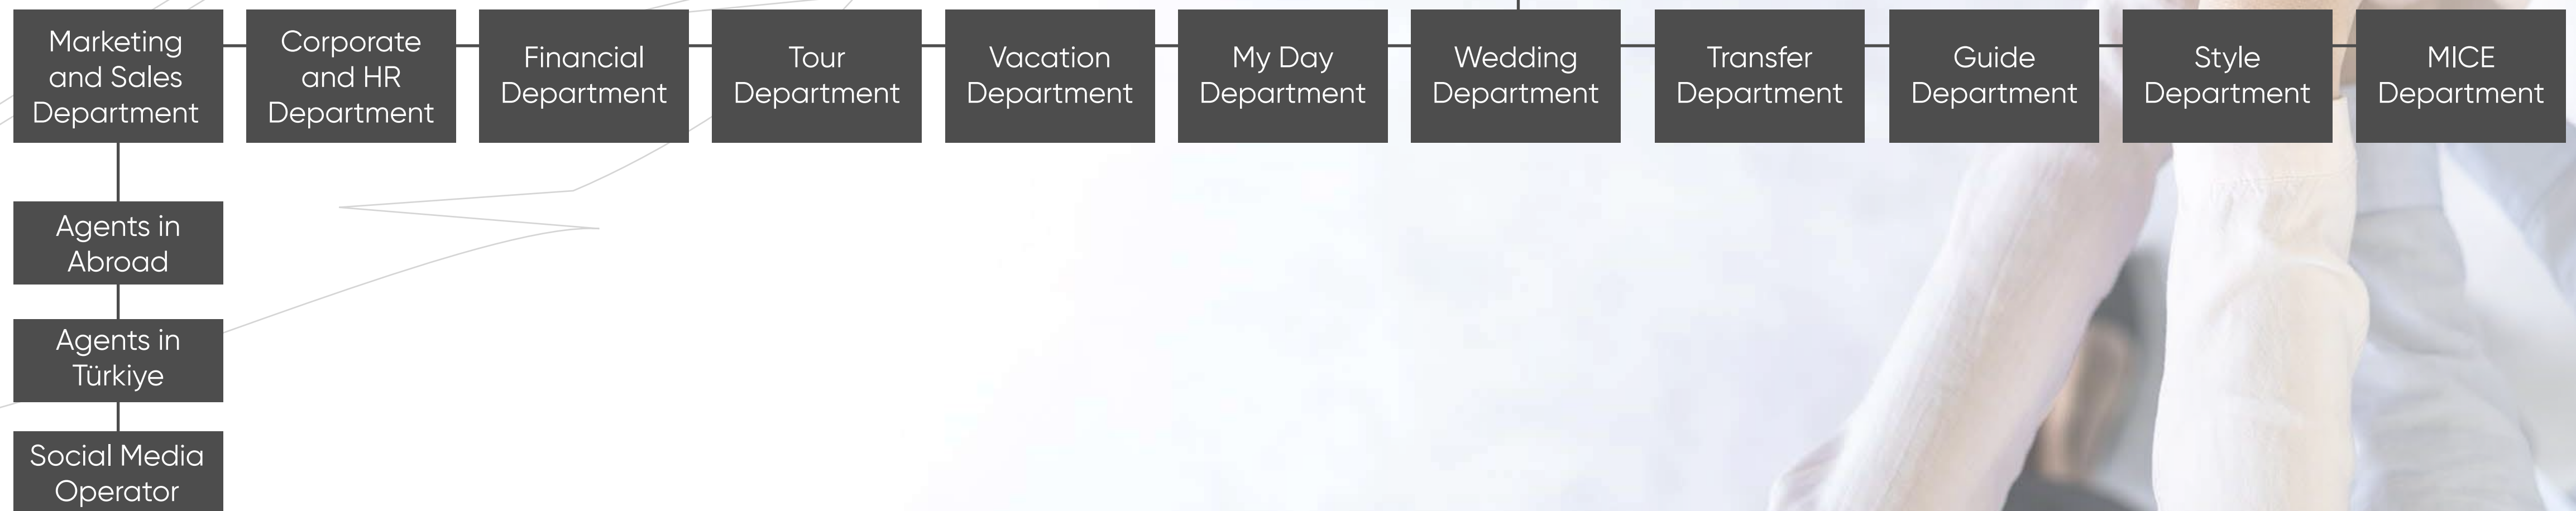 Marketing
and Sales
Department
Corporate
and HR
Department
Financial
Department
Tour
Department
Vacation
Department
My Day
Department
Wedding
Department
Transfer
Department
Guide
Department
Style
Department
MICE
Department
Agents in
Abroad
Agents in
Türkiye
Social Media
Operator